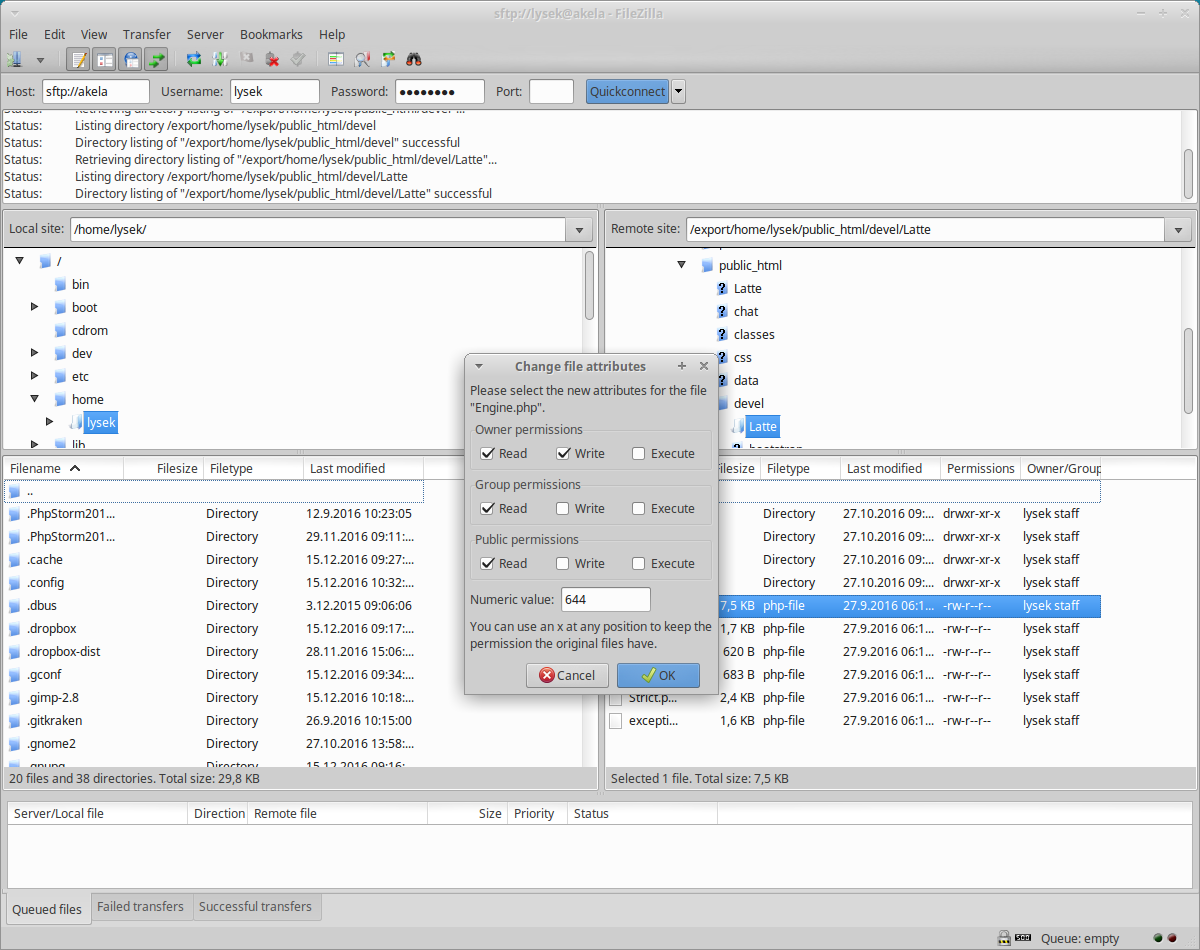 sftp://lysek@akela - FileZilla
File Edit View Transfer Server Bookmarks Help
Host: sftp://akela Username: lysek Password: ●●●●●●●● Port: Quickconnect
Status: Retrieving directory listing of "/export/home/lysek/public_html/devel"...
Status: Listing directory /export/home/lysek/public_html/devel
Status: Directory listing of "/export/home/lysek/public_html/devel" successful
Status: Retrieving directory listing of "/export/home/lysek/public_html/devel/Latte"...
Status: Listing directory /export/home/lysek/public_html/devel/Latte
Status: Directory listing of "/export/home/lysek/public_html/devel/Latte" successful
Local site: /home/lysek/
/
bin
boot
cdrom
dev
etc
home
lysek
lib
Remote site: /export/home/lysek/public_html/devel/Latte
public_html
Latte
chat
classes
css
data
devel
Latte
Filename Filesize Filetype Last modified
..
.PhpStorm201... Directory 12.9.2016 10:23:05
.PhpStorm201... Directory 29.11.2016 09:11:...
.cache Directory 15.12.2016 09:27:...
.config Directory 15.12.2016 10:32:...
.dbus Directory 3.12.2015 09:06:06
.dropbox Directory 15.12.2016 09:17:...
.dropbox-dist Directory 28.11.2016 15:06:...
.gconf Directory 15.12.2016 09:34:...
.gimp-2.8 Directory 15.12.2016 10:18:...
.gitkraken Directory 26.9.2016 10:15:00
.gnome2 Directory 27.10.2016 13:58:...
.gnupg Directory 15.12.2016 09:16:...
20 files and 38 directories. Total size: 29,8 KB
Filesize Filetype Last modified Permissions Owner/Group
Directory 27.10.2016 09:... drwxr-xr-x lysek staff
Directory 27.10.2016 09:... drwxr-xr-x lysek staff
Directory 27.10.2016 09:... drwxr-xr-x lysek staff
Directory 27.10.2016 09:... drwxr-xr-x lysek staff
7,5 KB php-file 27.9.2016 06:1... -rw-r--r-- lysek staff
1,7 KB php-file 27.9.2016 06:1... -rw-r--r-- lysek staff
620 B php-file 27.9.2016 06:1... -rw-r--r-- lysek staff
683 B php-file 27.9.2016 06:1... -rw-r--r-- lysek staff
Strict.p... 2,4 KB php-file 27.9.2016 06:1... -rw-r--r-- lysek staff
excepti... 1,6 KB php-file 27.9.2016 06:1... -rw-r--r-- lysek staff
Selected 1 file. Total size: 7,5 KB
Change file attributes
Please select the new attributes for the file
"Engine.php".
Owner permissions
Read Write Execute
Group permissions
Read Write Execute
Public permissions
Read Write Execute
Numeric value: 644
You can use an x at any position to keep the
permission the original files have.
Cancel OK
Server/Local file Direction Remote file Size Priority Status
Queued files Failed transfers Successful transfers
Queue: empty